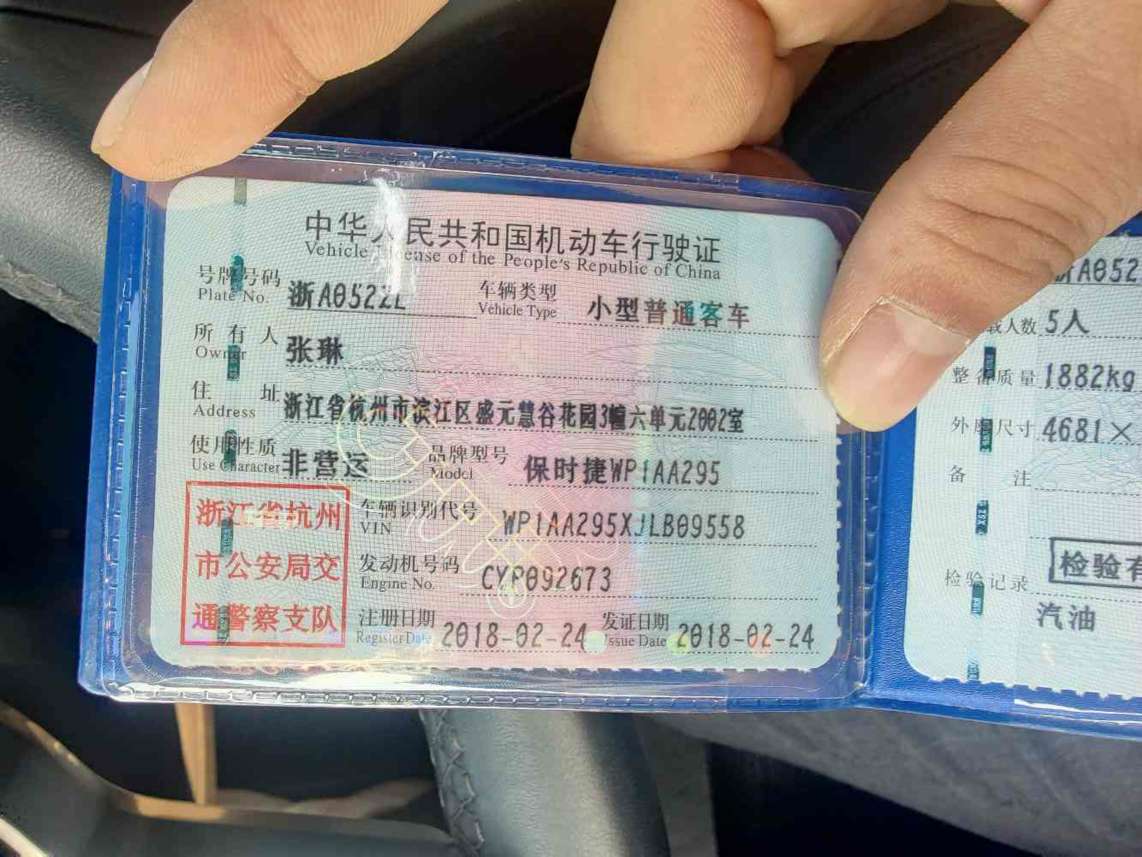 中华人民共和国机动车行驶证
Vehicle License of the People's Republic of China
号牌号码 浙A0522L 车辆类型 小型普通客车
Plate No. Vehicle Type
所有人 张琳
Owner
住址 浙江省杭州市滨江区盛元慧谷花园3幢六单元2002室
Address
使用性质 非营运 品牌型号 保时捷WP1AA295
Use Character Model
浙江省杭州
市公安局交
通警察支队
车辆识别代号 WP1AA295XJLB09558
VIN
发动机号码 CYP092673
Engine No.
注册日期 2018-02-24 发证日期 2018-02-24
Register Date Issue Date
A052
载人数 5人
整备质量 1882kg
外廓尺寸 4681×
备注
检验记录 检验有
汽油